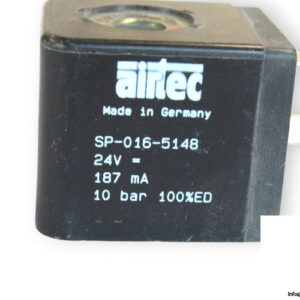 airtec
Made in Germany
SP-016-5148
24V =
187 mA
10 bar 100%ED